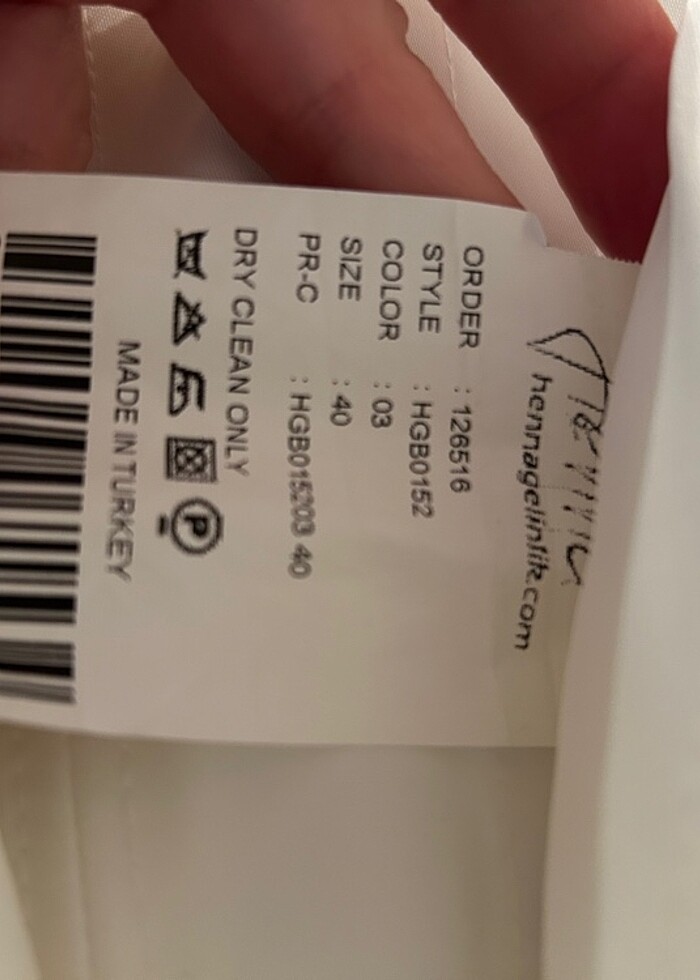 hennagelinlik.com
ORDER : 126516
STYLE : HGB0152
COLOR : 03
SIZE : 40
PR-C : HGB015203 40
DRY CLEAN ONLY
P
MADE IN TURKEY